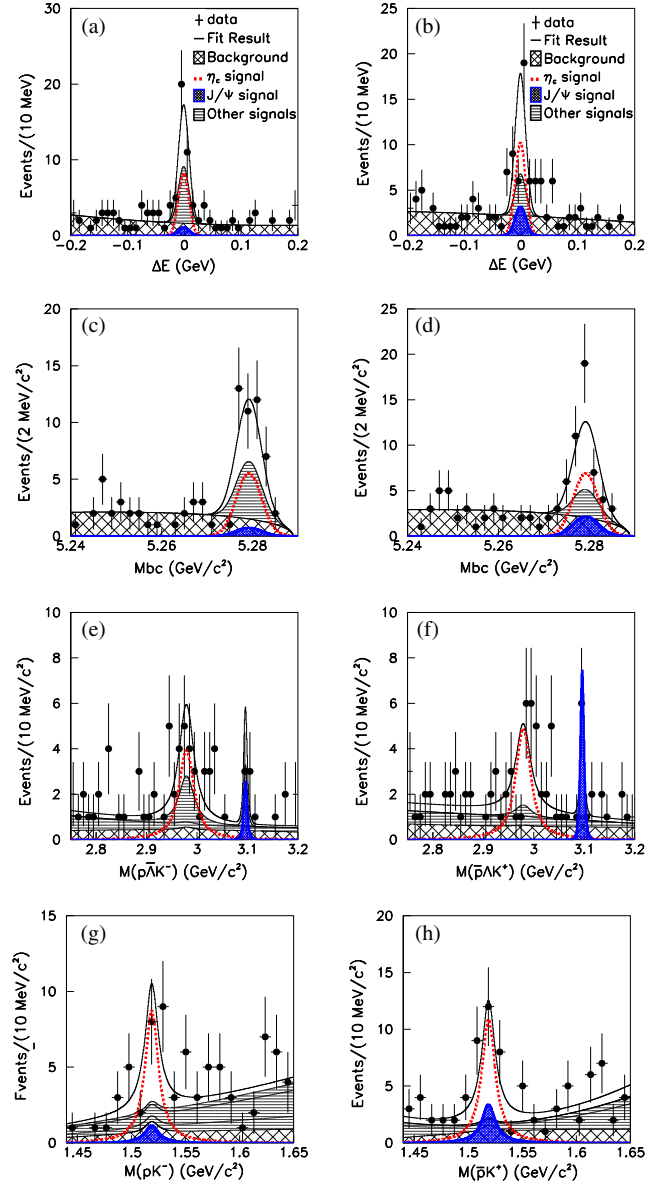 (a)
data
Fit Result
Background
ηc signal
J/Ψ signal
Other signals
Events/(10 MeV)
30
20
10
0
−0.2 −0.1 0 0.1 0.2
ΔE (GeV)
(b)
data
Fit Result
Background
ηc signal
J/Ψ signal
Other signals
Events/(10 MeV)
25
20
15
10
5
0
−0.2 −0.1 0 0.1 0.2
ΔE (GeV)
(c)
Events/(2 MeV/c²)
20
15
10
5
0
5.24 5.26 5.28
Mbc (GeV/c²)
(d)
Events/(2 MeV/c²)
25
20
15
10
5
0
5.24 5.26 5.28
Mbc (GeV/c²)
(e)
Events/(10 MeV/c²)
10
8
6
4
2
0
2.8 2.9 3 3.1 3.2
M(pΛ̅K⁻) (GeV/c²)
(f)
Events/(10 MeV/c²)
10
8
6
4
2
0
2.8 2.9 3 3.1 3.2
M(p̅ΛK⁺) (GeV/c²)
(g)
Fvents/(10 MeV/c²)
15
10
5
0
1.45 1.5 1.55 1.6 1.65
M(pK⁻) (GeV/c²)
(h)
Events/(10 MeV/c²)
20
15
10
5
0
1.45 1.5 1.55 1.6 1.65
M(p̅K⁺) (GeV/c²)